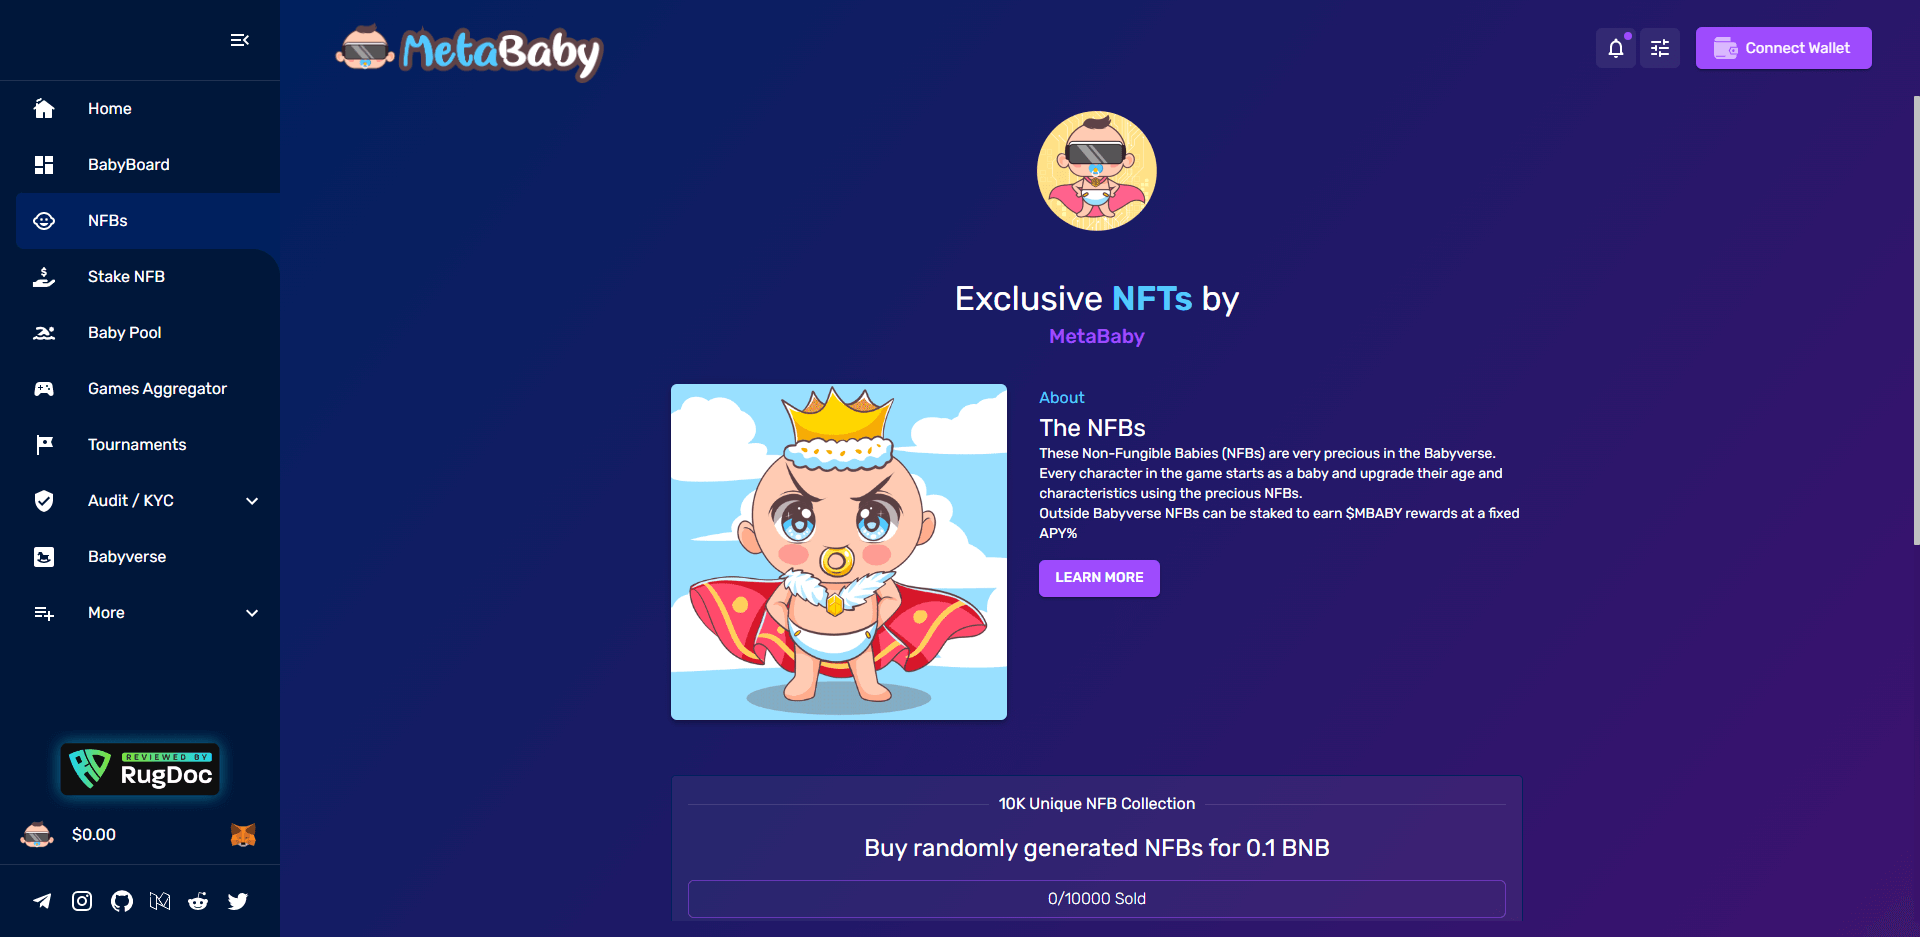 MetaBaby
Connect Wallet
Home
BabyBoard
NFBs
Stake NFB
Baby Pool
Games Aggregator
Tournaments
Audit / KYC
Babyverse
More
REVIEWED BY
RugDoc
$0.00
Exclusive NFTs by
MetaBaby
About
The NFBs
These Non-Fungible Babies (NFBs) are very precious in the Babyverse.
Every character in the game starts as a baby and upgrade their age and
characteristics using the precious NFBs.
Outside Babyverse NFBs can be staked to earn $MBABY rewards at a fixed
APY%
LEARN MORE
10K Unique NFB Collection
Buy randomly generated NFBs for 0.1 BNB
0/10000 Sold